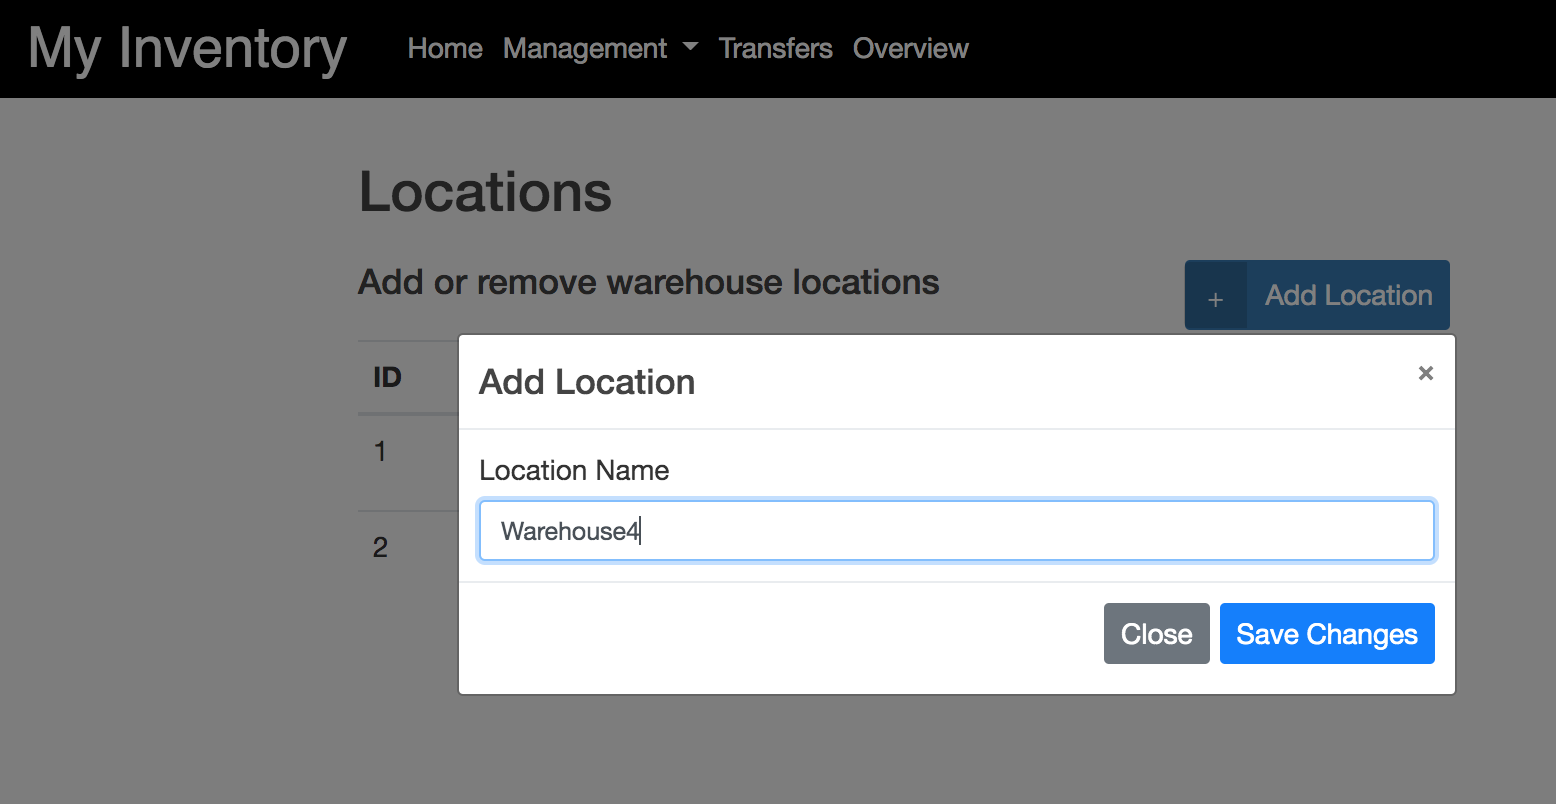 My Inventory Home Management Transfers Overview
Locations
Add or remove warehouse locations
+ Add Location
ID
1
2
Add Location ×
Location Name
Warehouse4
Close Save Changes